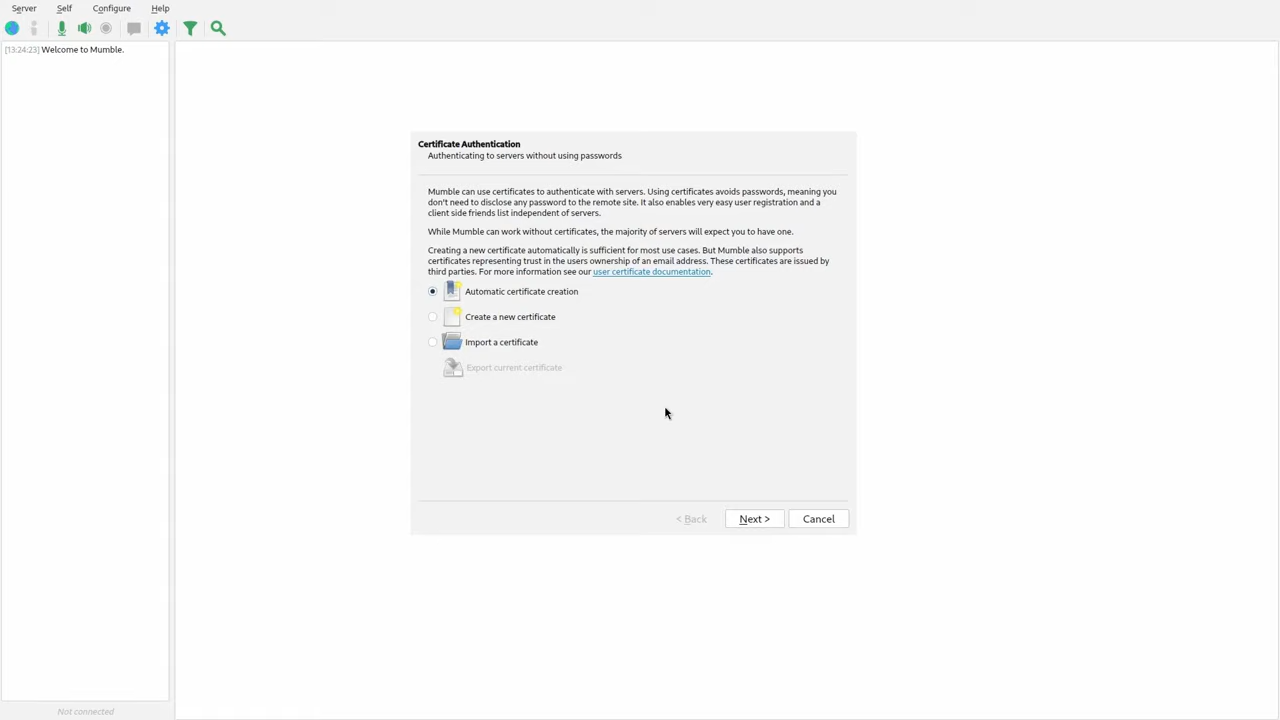 Server Self Configure Help
[13:24:23] Welcome to Mumble.
Certificate Authentication
Authenticating to servers without using passwords
Mumble can use certificates to authenticate with servers. Using certificates avoids passwords, meaning you
don't need to disclose any password to the remote site. It also enables very easy user registration and a
client side friends list independent of servers.
While Mumble can work without certificates, the majority of servers will expect you to have one.
Creating a new certificate automatically is sufficient for most use cases. But Mumble also supports
certificates representing trust in the users ownership of an email address. These certificates are issued by
third parties. For more information see our user certificate documentation.
Automatic certificate creation
Create a new certificate
Import a certificate
Export current certificate
< Back Next > Cancel
Not connected